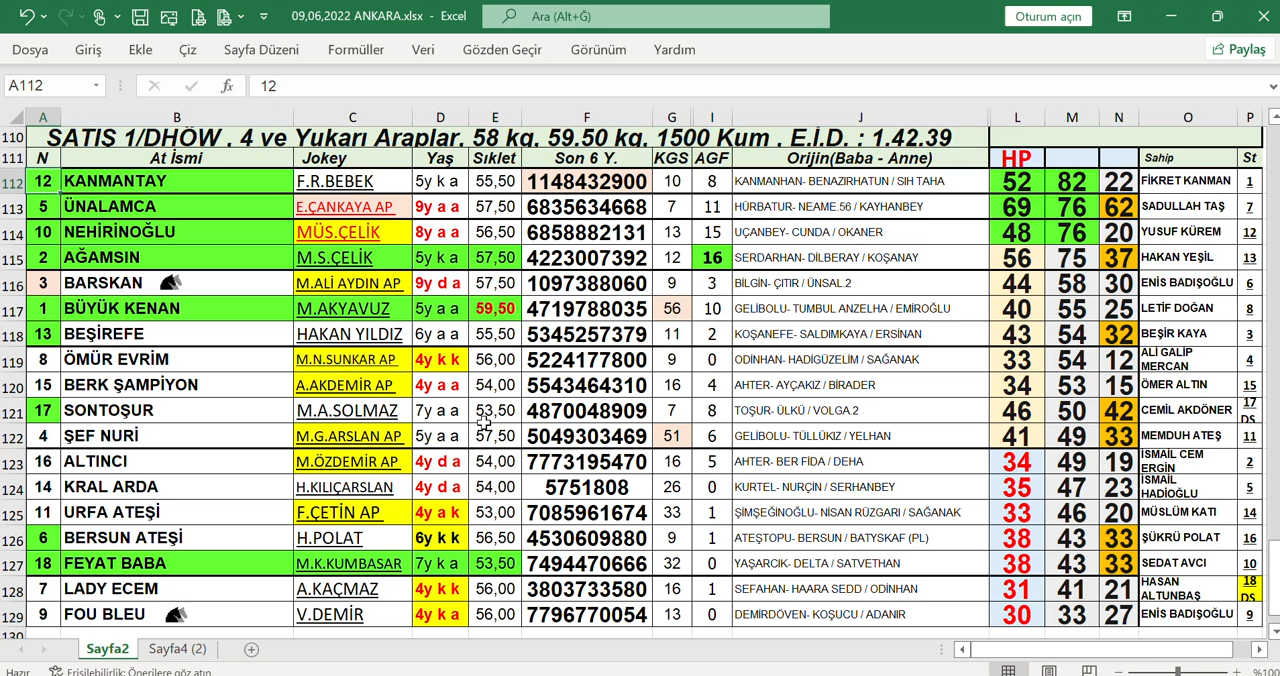 09,06,2022 ANKARA.xlsx - Excel
Ara (Alt+Ğ)
Oturum açın
Dosya Giriş Ekle Çiz Sayfa Düzeni Formüller Veri Gözden Geçir Görünüm Yardım Paylaş
A112 fx 12
A B C D E F G H I J L M N O P
110 SATIS 1/DHÖW , 4 ve Yukarı Araplar, 58 kg, 59.50 kg, 1500 Kum , E.İ.D. : 1.42.39
111 N At İsmi Jokey Yaş Sıklet Son 6 Y. KGS AGF Orijin(Baba - Anne) HP Sahip St
112 12 KANMANTAY F.R.BEBEK 5y k a 55,50 1148432900 10 8 KANMANHAN- BENAZIRHATUN / SIH TAHA 52 82 22 FİKRET KANMAN 1
113 5 ÜNALAMCA E.ÇANKAYA AP 9y a a 57,50 6835634668 7 11 HÜRBATUR- NEAME.56 / KAYHANBEY 69 76 62 SADULLAH TAŞ 7
114 10 NEHİRİNOĞLU MÜS.ÇELİK 8y a a 56,50 6858882131 13 15 UÇANBEY- CUNDA / OKANER 48 76 20 YUSUF KÜREM 12
115 2 AĞAMSIN M.S.ÇELİK 5y k a 57,50 4223007392 12 16 SERDARHAN- DİLBERAY / KOŞANAY 56 75 37 HAKAN YEŞİL 13
116 3 BARSKAN M.ALİ AYDIN AP 9y d a 57,50 1097388060 9 3 BİLGİN- ÇITIR / ÜNSAL.2 44 58 30 ENİS BADIŞOĞLU 6
117 1 BÜYÜK KENAN M.AKYAVUZ 5y a a 59,50 4719788035 56 10 GELİBOLU- TUMBUL ANZELHA / EMİROĞLU 40 55 25 LETİF DOĞAN 8
118 13 BEŞİREFE HAKAN YILDIZ 6y a a 55,50 5345257379 11 2 KOŞANEFE- SALDIMKAYA / ERSİNAN 43 54 32 BEŞİR KAYA 3
119 8 ÖMÜR EVRİM M.N.SUNKAR AP 4y k k 56,00 5224177800 9 0 ODİNHAN- HADİGÜZELİM / SAĞANAK 33 54 12 ALİ GALİP MERCAN 4
120 15 BERK ŞAMPİYON A.AKDEMİR AP 4y a a 54,00 5543464310 16 4 AHTER- AYÇAKIZ / BİRADER 34 53 15 ÖMER ALTIN 15
121 17 SONTOŞUR M.A.SOLMAZ 7y a a 53,50 4870048909 7 8 TOŞUR- ÜLKÜ / VOLGA.2 46 50 42 CEMİL AKDÖNER 17 DS
122 4 ŞEF NURİ M.G.ARSLAN AP 5y a a 57,50 5049303469 51 6 GELİBOLU- TÜLLÜKIZ / YELHAN 41 49 33 MEMDUH ATEŞ 11
123 16 ALTINCI M.ÖZDEMİR AP 4y d a 54,00 7773195470 16 5 AHTER- BER FİDA / DEHA 34 49 19 İSMAİL CEM ERGİN 2
124 14 KRAL ARDA H.KILIÇARSLAN 4y d a 54,00 5751808 26 0 KURTEL- NURÇİN / SERHANBEY 35 47 23 İSMAİL HADİOĞLU 5
125 11 URFA ATEŞİ F.ÇETİN AP 4y a k 53,00 7085961674 33 1 ŞİMŞEĞİNOĞLU- NİSAN RÜZGARI / SAĞANAK 33 46 20 MÜSLÜM KATI 14
126 6 BERSUN ATEŞİ H.POLAT 6y k k 56,50 4530609880 9 1 ATEŞTOPU- BERSUN / BATYSKAF (PL) 38 43 33 ŞÜKRÜ POLAT 16
127 18 FEYAT BABA M.K.KUMBASAR 7y k a 53,50 7494470666 32 0 YAŞARCIK- DELTA / SATVETHAN 38 43 33 SEDAT AVCI 10
128 7 LADY ECEM A.KAÇMAZ 4y k k 56,00 3803733580 16 1 SEFAHAN- HAARA SEDD / ODİNHAN 31 41 21 HASAN ALTUNBAŞ 18 DS
129 9 FOU BLEU V.DEMİR 4y k a 56,00 7796770054 13 0 DEMİRDÖVEN- KOŞUCU / ADANIR 30 33 27 ENİS BADIŞOĞLU 9
130
Sayfa2 Sayfa4 (2)
Hazır Erişilebilirlik: Önerilere göz atın %100